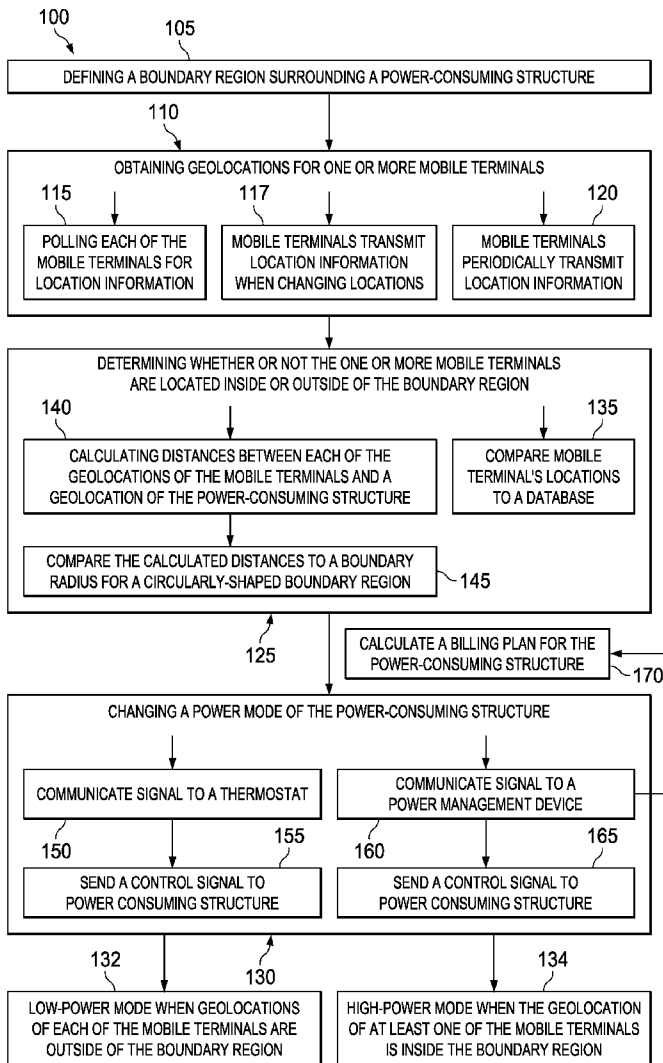 100
105
DEFINING A BOUNDARY REGION SURROUNDING A POWER-CONSUMING STRUCTURE
110
OBTAINING GEOLOCATIONS FOR ONE OR MORE MOBILE TERMINALS
115
POLLING EACH OF THE
MOBILE TERMINALS FOR
LOCATION INFORMATION
117
MOBILE TERMINALS TRANSMIT
LOCATION INFORMATION
WHEN CHANGING LOCATIONS
120
MOBILE TERMINALS
PERIODICALLY TRANSMIT
LOCATION INFORMATION
DETERMINING WHETHER OR NOT THE ONE OR MORE MOBILE TERMINALS
ARE LOCATED INSIDE OR OUTSIDE OF THE BOUNDARY REGION
140
CALCULATING DISTANCES BETWEEN EACH OF THE
GEOLOCATIONS OF THE MOBILE TERMINALS AND A
GEOLOCATION OF THE POWER-CONSUMING STRUCTURE
135
COMPARE MOBILE
TERMINAL'S LOCATIONS
TO A DATABASE
COMPARE THE CALCULATED DISTANCES TO A BOUNDARY
RADIUS FOR A CIRCULARLY-SHAPED BOUNDARY REGION
145
125
CALCULATE A BILLING PLAN FOR THE
POWER-CONSUMING STRUCTURE
170
CHANGING A POWER MODE OF THE POWER-CONSUMING STRUCTURE
COMMUNICATE SIGNAL TO A THERMOSTAT
150
COMMUNICATE SIGNAL TO A
POWER MANAGEMENT DEVICE
160
155
SEND A CONTROL SIGNAL TO
POWER CONSUMING STRUCTURE
165
SEND A CONTROL SIGNAL TO
POWER CONSUMING STRUCTURE
130
132
LOW-POWER MODE WHEN GEOLOCATIONS
OF EACH OF THE MOBILE TERMINALS ARE
OUTSIDE OF THE BOUNDARY REGION
134
HIGH-POWER MODE WHEN THE GEOLOCATION
OF AT LEAST ONE OF THE MOBILE TERMINALS
IS INSIDE THE BOUNDARY REGION